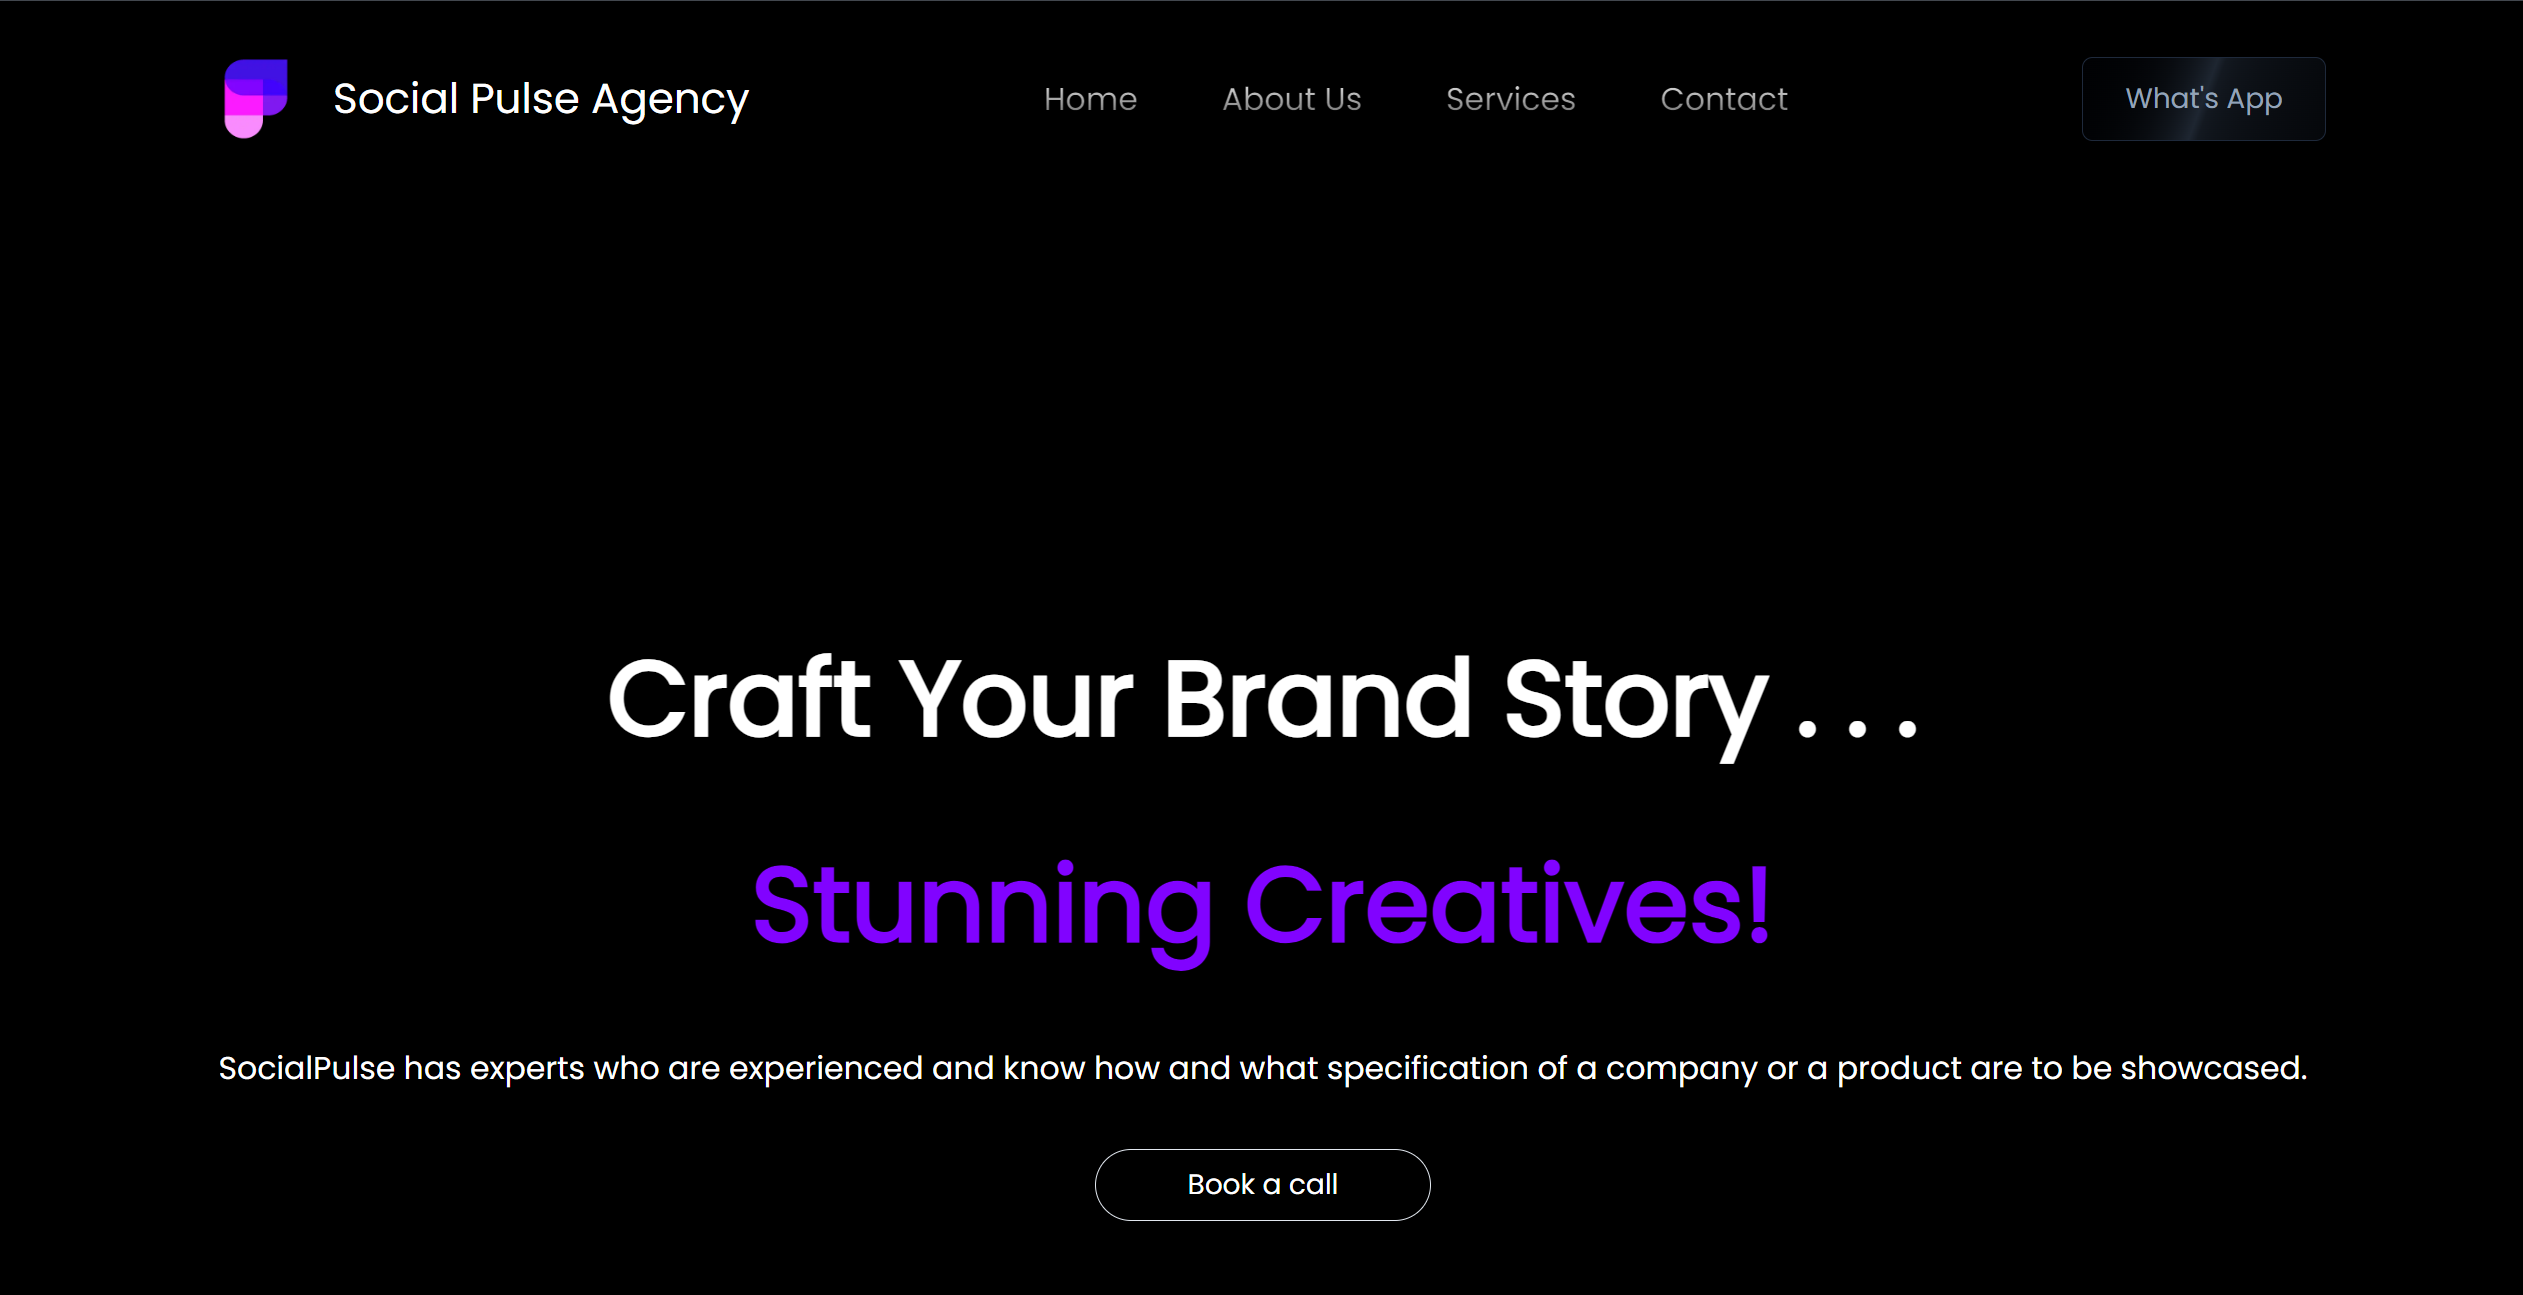 Social Pulse Agency
Home
About Us
Services
Contact
What's App
Craft Your Brand Story . . .
Stunning Creatives!
SocialPulse has experts who are experienced and know how and what specification of a company or a product are to be showcased.
Book a call